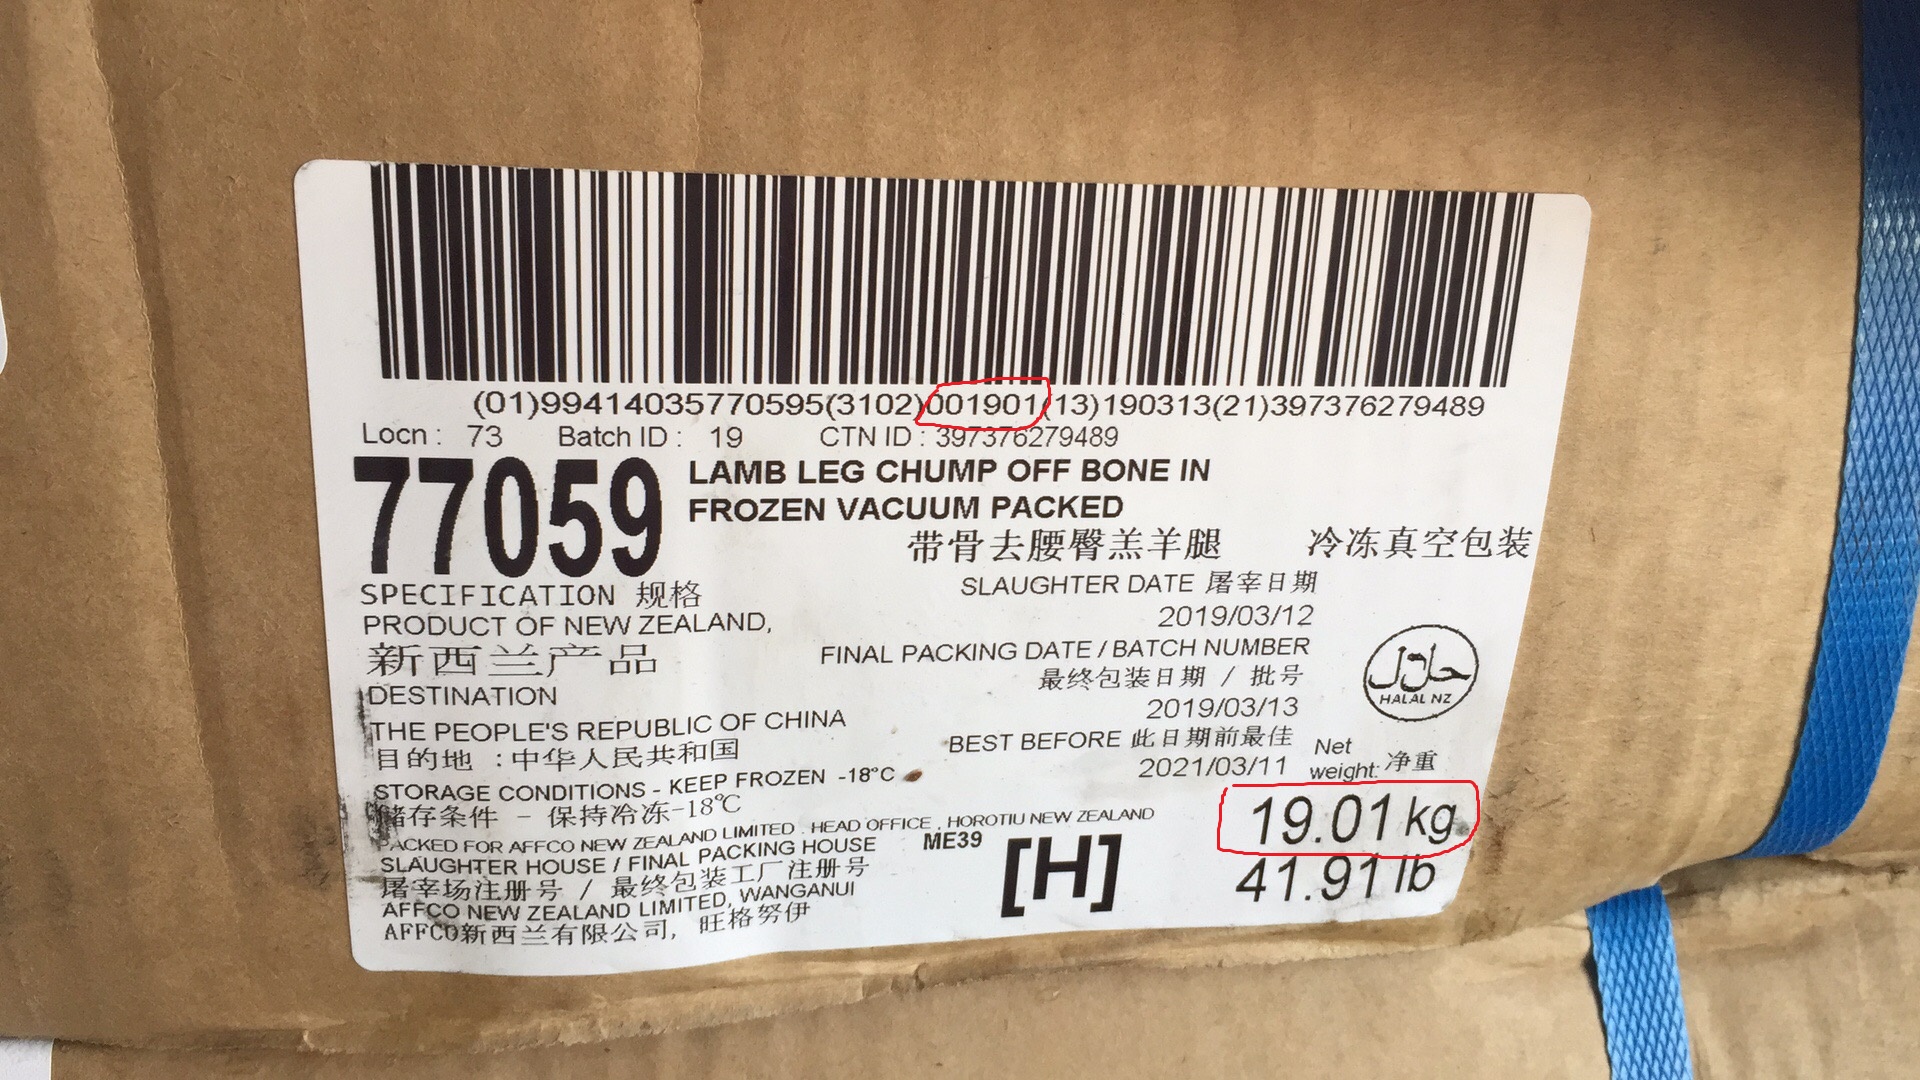 (01)99414035770595(3102)001901(13)190313(21)397376279489
Locn : 73 Batch ID : 19 CTN ID : 397376279489
77059
LAMB LEG CHUMP OFF BONE IN
FROZEN VACUUM PACKED
带骨去腰臀羔羊腿 冷冻真空包装
SPECIFICATION 规格
PRODUCT OF NEW ZEALAND,
新西兰产品
DESTINATION
THE PEOPLE'S REPUBLIC OF CHINA
目的地 :中华人民共和国
SLAUGHTER DATE 屠宰日期
2019/03/12
FINAL PACKING DATE / BATCH NUMBER
最终包装日期 / 批号
2019/03/13
BEST BEFORE 此日期前最佳
2021/03/11
حلال
HALAL NZ
Net
weight: 净重
19.01 kg
41.91 lb
STORAGE CONDITIONS - KEEP FROZEN -18°C
储存条件 - 保持冷冻-18℃
PACKED FOR AFFCO NEW ZEALAND LIMITED . HEAD OFFICE , HOROTIU NEW ZEALAND
SLAUGHTER HOUSE / FINAL PACKING HOUSE ME39
屠宰场注册号 / 最终包装工厂注册号
AFFCO NEW ZEALAND LIMITED, WANGANUI
AFFCO新西兰有限公司, 旺格努伊
[H]